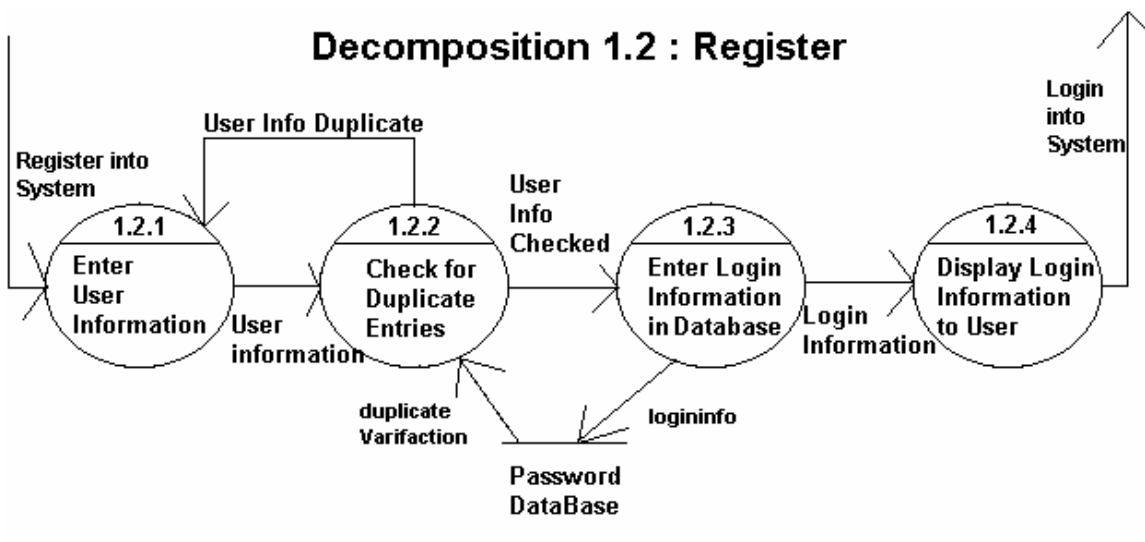 Decomposition 1.2 : Register
Login
into
System
User Info Duplicate
Register into
System
User
Info
Checked
1.2.1
Enter
User
Information
User
information
1.2.2
Check for
Duplicate
Entries
1.2.3
Enter Login
Information
in Database
Login
Information
1.2.4
Display Login
Information
to User
duplicate
Varifaction
logininfo
Password
DataBase